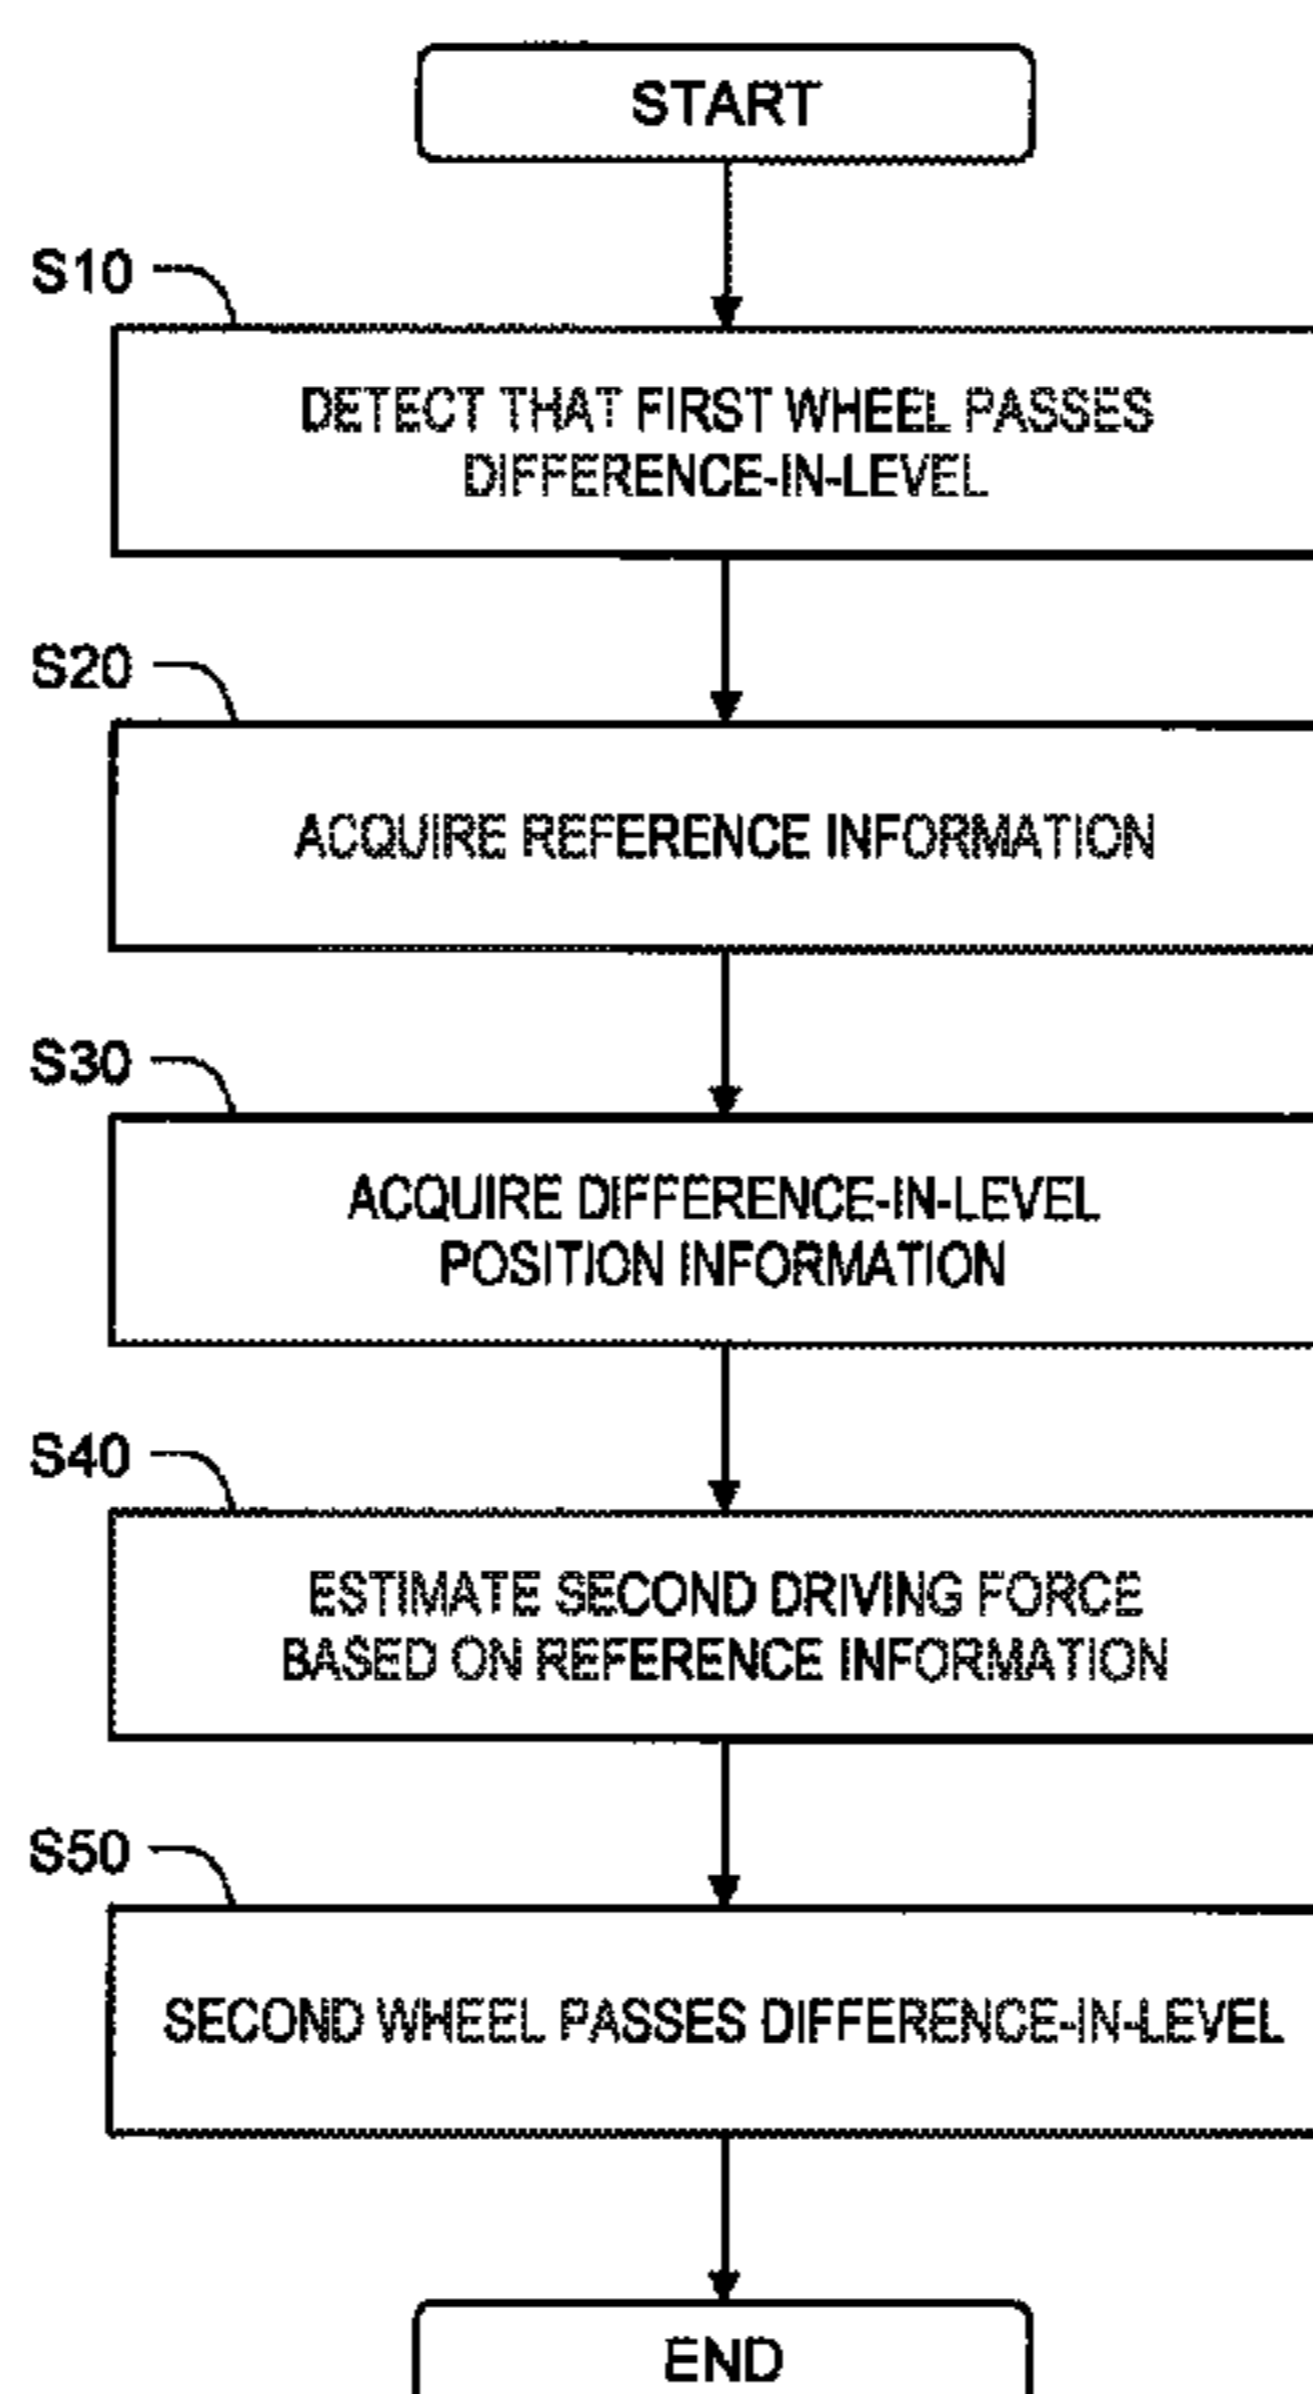 START
S10
DETECT THAT FIRST WHEEL PASSES
DIFFERENCE-IN-LEVEL
S20
ACQUIRE REFERENCE INFORMATION
S30
ACQUIRE DIFFERENCE-IN-LEVEL
POSITION INFORMATION
S40
ESTIMATE SECOND DRIVING FORCE
BASED ON REFERENCE INFORMATION
S50
SECOND WHEEL PASSES DIFFERENCE-IN-LEVEL
END